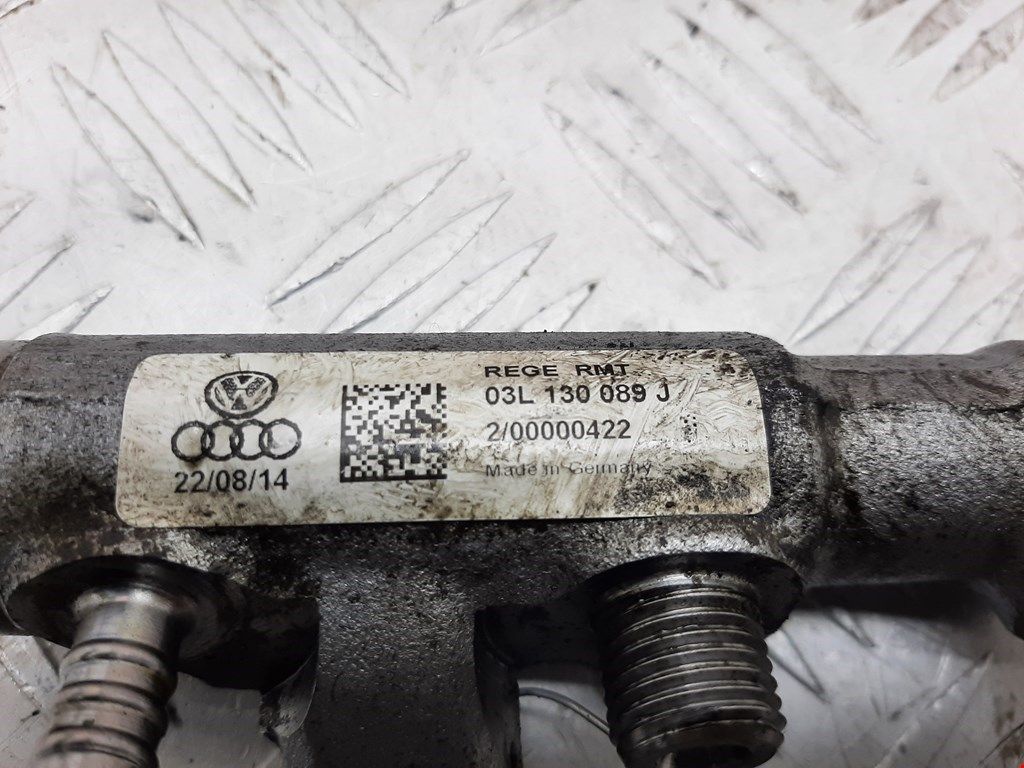 REGE RMT
03L 130 089 J
2/00000422
Made in Germany
22/08/14